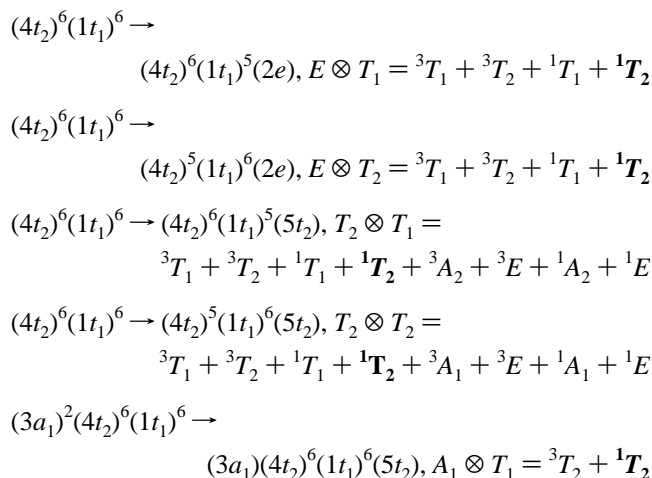 (4t₂)⁶(1t₁)⁶ →
(4t₂)⁶(1t₁)⁵(2e), E ⊗ T₁ = ³T₁ + ³T₂ + ¹T₁ + ¹T₂
(4t₂)⁶(1t₁)⁶ →
(4t₂)⁵(1t₁)⁶(2e), E ⊗ T₂ = ³T₁ + ³T₂ + ¹T₁ + ¹T₂
(4t₂)⁶(1t₁)⁶ → (4t₂)⁶(1t₁)⁵(5t₂), T₂ ⊗ T₁ =
³T₁ + ³T₂ + ¹T₁ + ¹T₂ + ³A₂ + ³E + ¹A₂ + ¹E
(4t₂)⁶(1t₁)⁶ → (4t₂)⁵(1t₁)⁶(5t₂), T₂ ⊗ T₂ =
³T₁ + ³T₂ + ¹T₁ + ¹T₂ + ³A₁ + ³E + ¹A₁ + ¹E
(3a₁)²(4t₂)⁶(1t₁)⁶ →
(3a₁)(4t₂)⁶(1t₁)⁶(5t₂), A₁ ⊗ T₁ = ³T₂ + ¹T₂